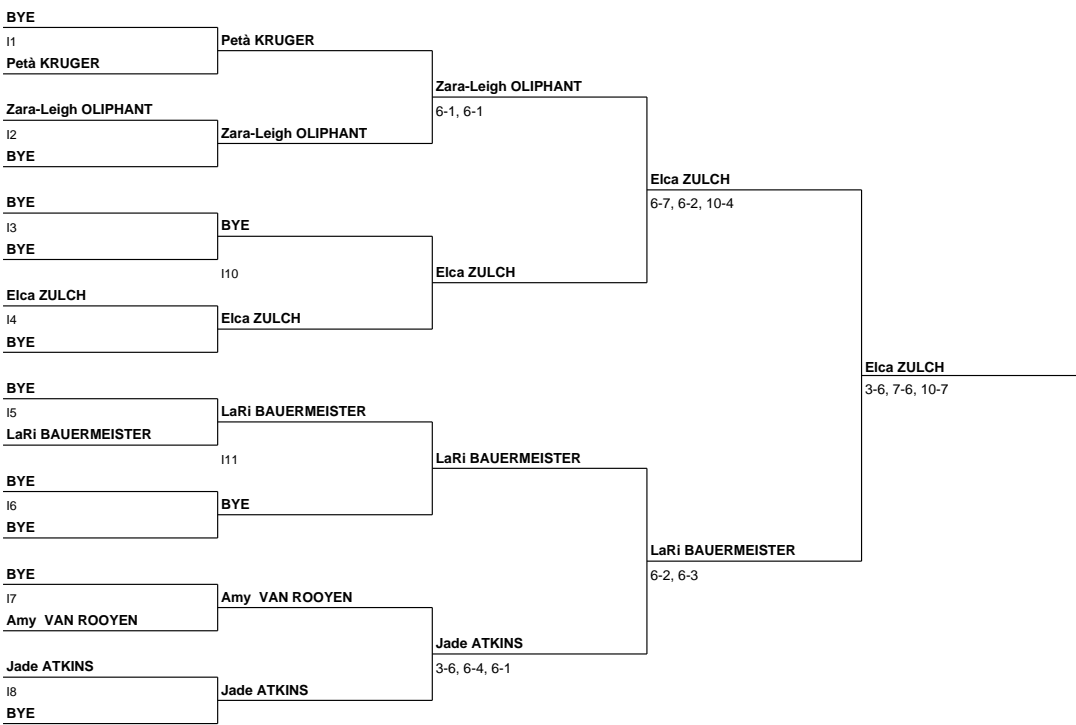 BYE
I1
Petà KRUGER
Petà KRUGER
Zara-Leigh OLIPHANT
6-1, 6-1
Zara-Leigh OLIPHANT
I2
Zara-Leigh OLIPHANT
BYE
Elca ZULCH
6-7, 6-2, 10-4
BYE
I3
BYE
BYE
I10
Elca ZULCH
Elca ZULCH
I4
Elca ZULCH
BYE
Elca ZULCH
3-6, 7-6, 10-7
BYE
I5
LaRi BAUERMEISTER
LaRi BAUERMEISTER
I11
LaRi BAUERMEISTER
BYE
I6
BYE
BYE
LaRi BAUERMEISTER
6-2, 6-3
BYE
I7
Amy  VAN ROOYEN
Amy  VAN ROOYEN
Jade ATKINS
3-6, 6-4, 6-1
Jade ATKINS
I8
Jade ATKINS
BYE